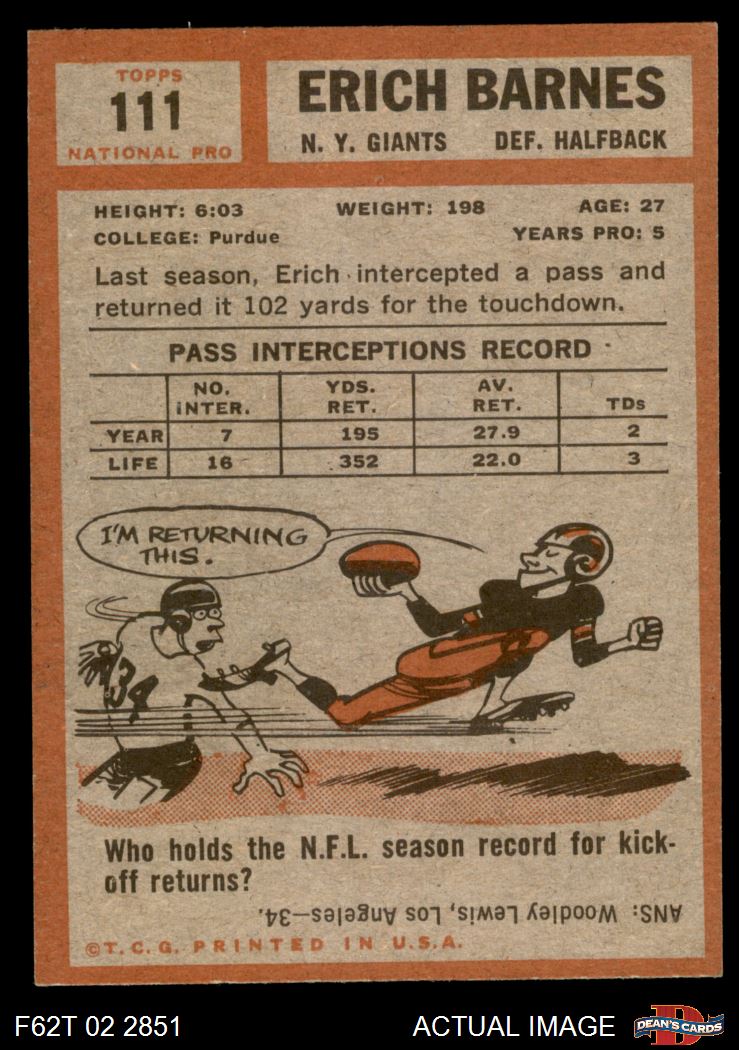 TOPPS
111
NATIONAL PRO
ERICH BARNES
N. Y. GIANTS DEF. HALFBACK
HEIGHT: 6:03 WEIGHT: 198 AGE: 27
COLLEGE: Purdue YEARS PRO: 5
Last season, Erich intercepted a pass and
returned it 102 yards for the touchdown.
PASS INTERCEPTIONS RECORD
NO. INTER. YDS. RET. AV. RET. TDs
YEAR 7 195 27.9 2
LIFE 16 352 22.0 3
I'M RETURNING
THIS.
34
Who holds the N.F.L. season record for kick-
off returns?
ANS: Woodley Lewis, Los Angeles—34.
©T.C.G. PRINTED IN U.S.A.
F62T 02 2851 ACTUAL IMAGE DEAN'S CARDS